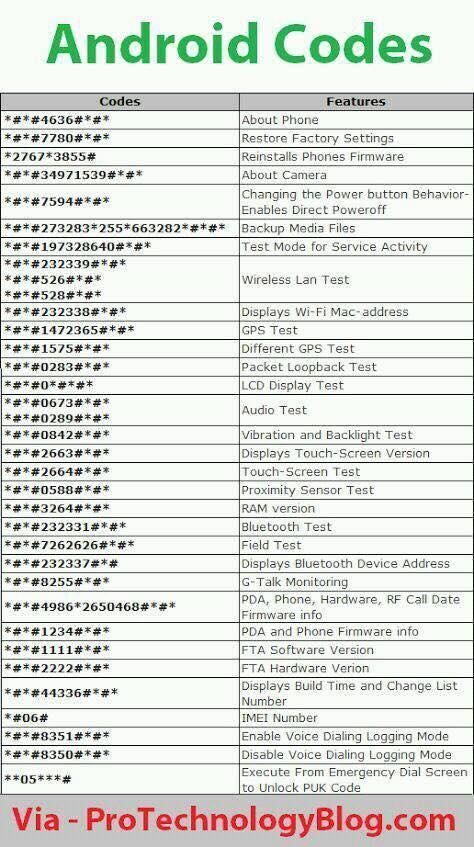 Android Codes
Codes Features
*#*#4636#*#* About Phone
*#*#7780#*#* Restore Factory Settings
*2767*3855# Reinstalls Phones Firmware
*#*#34971539#*#* About Camera
*#*#7594#*#* Changing the Power button Behavior-
Enables Direct Poweroff
*#*#273283*255*663282*#*#* Backup Media Files
*#*#197328640#*#* Test Mode for Service Activity
*#*#232339#*#*
*#*#526#*#* Wireless Lan Test
*#*#528#*#*
*#*#232338#*#* Displays Wi-Fi Mac-address
*#*#1472365#*#* GPS Test
*#*#1575#*#* Different GPS Test
*#*#0283#*#* Packet Loopback Test
*#*#0*#*#* LCD Display Test
*#*#0673#*#* Audio Test
*#*#0289#*#*
*#*#0842#*#* Vibration and Backlight Test
*#*#2663#*#* Displays Touch-Screen Version
*#*#2664#*#* Touch-Screen Test
*#*#0588#*#* Proximity Sensor Test
*#*#3264#*#* RAM version
*#*#232331#*#* Bluetooth Test
*#*#7262626#*#* Field Test
*#*#232337#*# Displays Bluetooth Device Address
*#*#8255#*#* G-Talk Monitoring
*#*#4986*2650468#*#* PDA, Phone, Hardware, RF Call Date
Firmware info
*#*#1234#*#* PDA and Phone Firmware info
*#*#1111#*#* FTA Software Version
*#*#2222#*#* FTA Hardware Verion
*#*#44336#*#* Displays Build Time and Change List
Number
*#06# IMEI Number
*#*#8351#*#* Enable Voice Dialing Logging Mode
*#*#8350#*#* Disable Voice Dialing Logging Mode
**05***# Execute From Emergency Dial Screen
to Unlock PUK Code
Via - ProTechnologyBlog.com